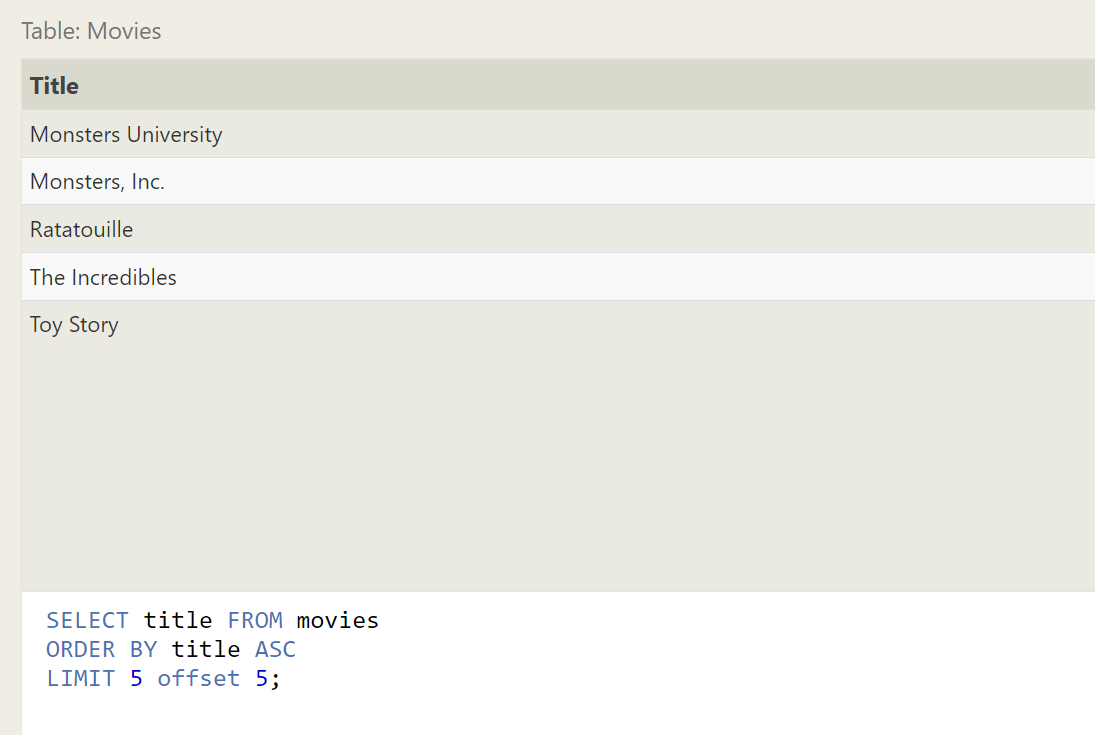 Table: Movies
Title
Monsters University
Monsters, Inc.
Ratatouille
The Incredibles
Toy Story
SELECT title FROM movies
ORDER BY title ASC
LIMIT 5 offset 5;